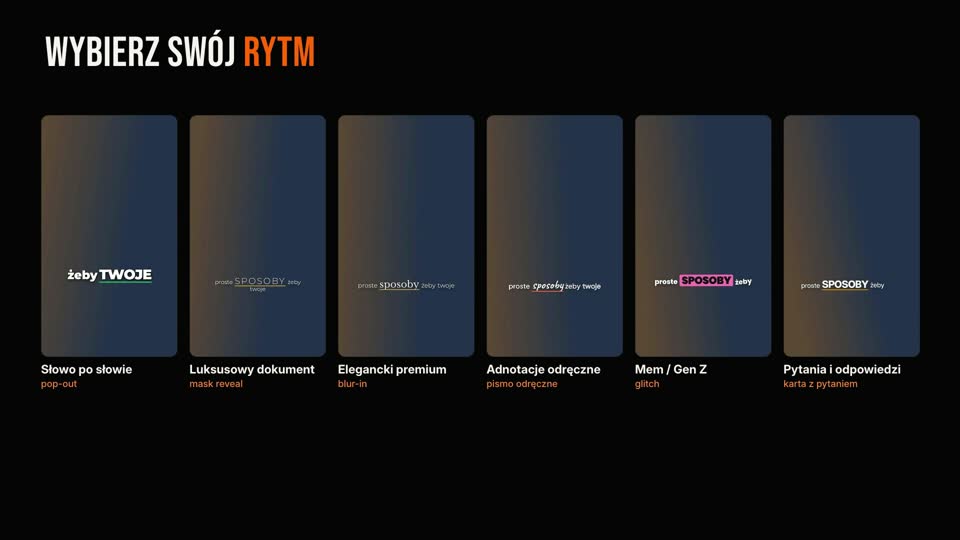 WYBIERZ SWÓJ RYTM
żeby TWOJE
proste SPOSOBY żeby
twoje
proste sposoby żeby twoje
proste sposoby żeby twoje
proste SPOSOBY żeby
proste SPOSOBY żeby
Słowo po słowie
pop-out
Luksusowy dokument
mask reveal
Elegancki premium
blur-in
Adnotacje odręczne
pismo odręczne
Mem / Gen Z
glitch
Pytania i odpowiedzi
karta z pytaniem